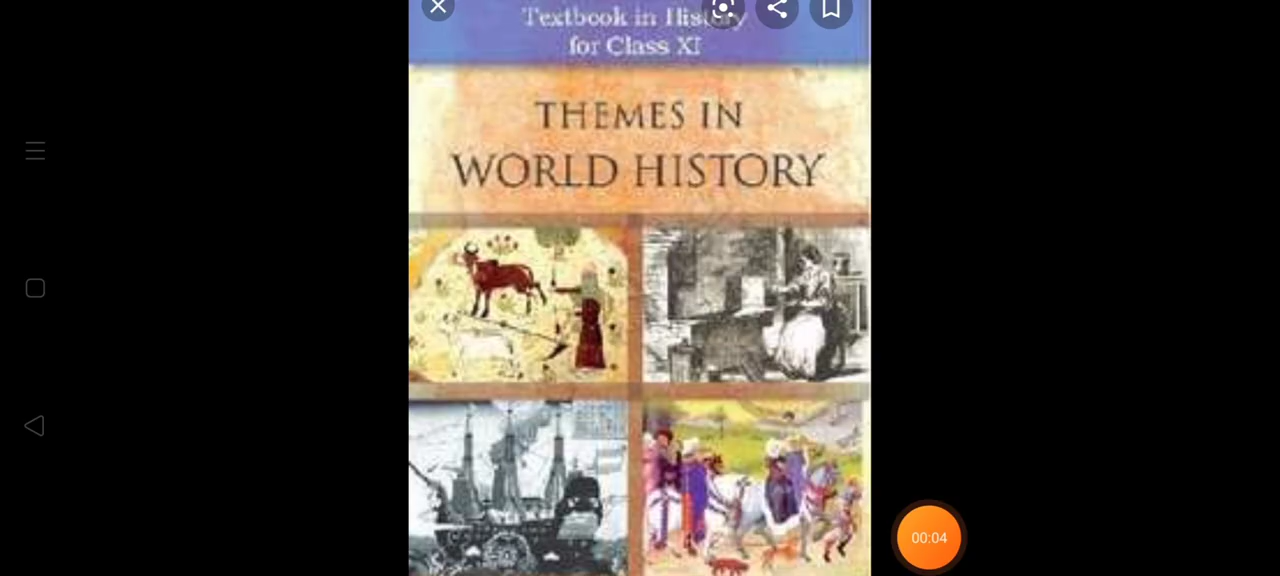 Textbook in History
for Class XI
THEMES IN
WORLD HISTORY
00:04